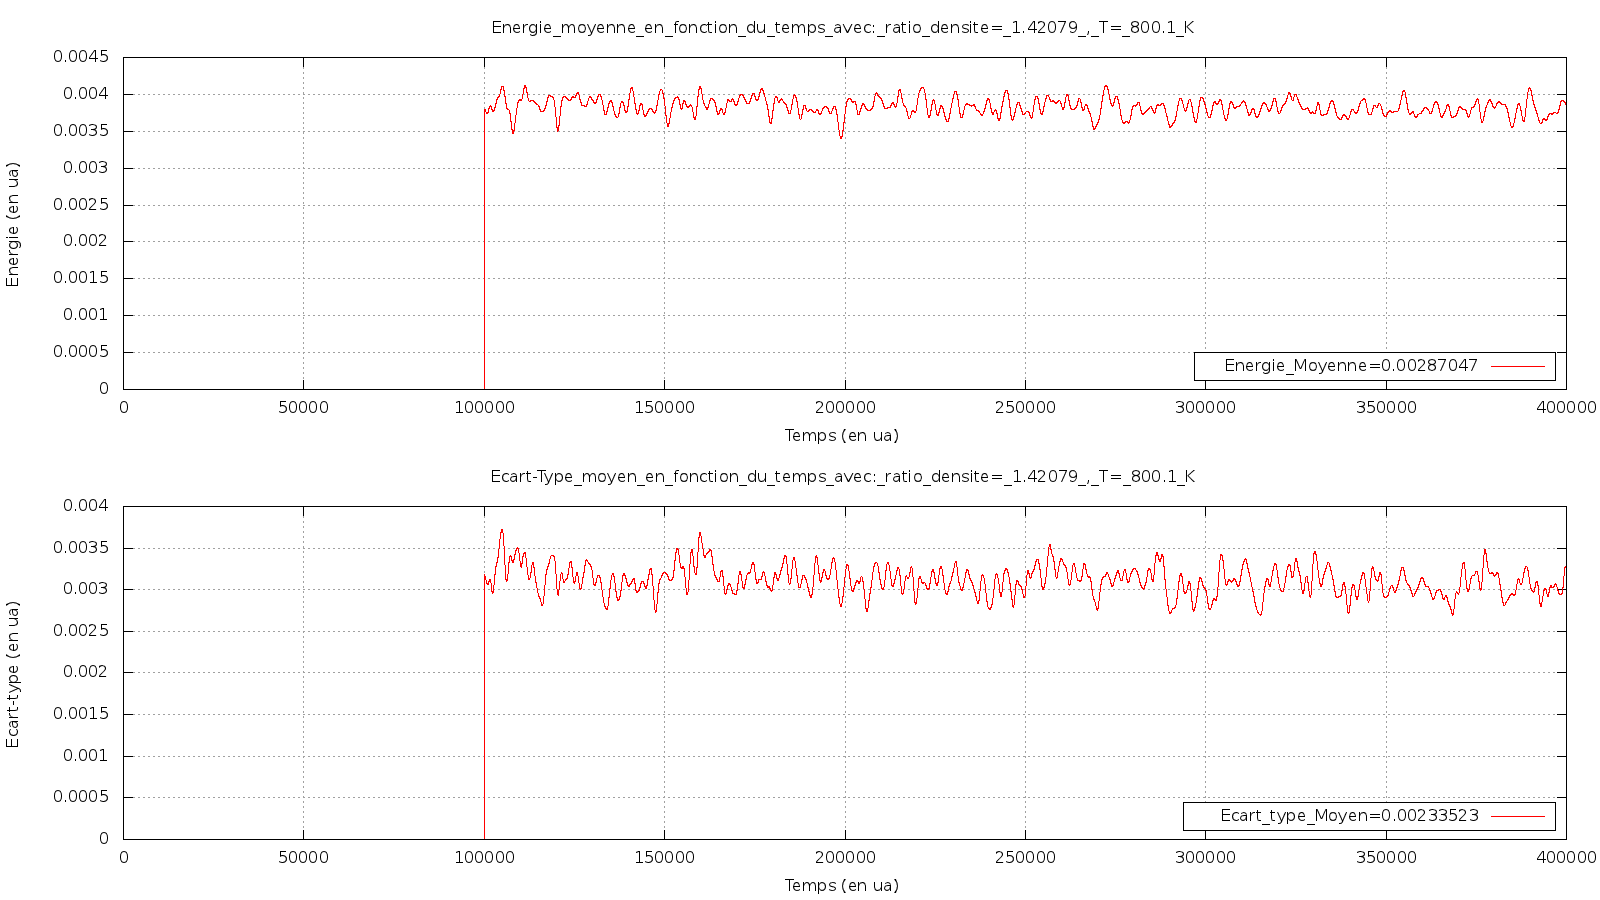 Energie_moyenne_en_fonction_du_temps_avec:_ratio_densite=_1.42079_,_T=_800.1_K
0.0045
0.004
0.0035
0.003
0.0025
0.002
0.0015
0.001
0.0005
0
Energie (en ua)
Energie_Moyenne=0.00287047
0 50000 100000 150000 200000 250000 300000 350000 400000
Temps (en ua)
Ecart-Type_moyen_en_fonction_du_temps_avec:_ratio_densite=_1.42079_,_T=_800.1_K
0.004
0.0035
0.003
0.0025
0.002
0.0015
0.001
0.0005
0
Ecart-type (en ua)
Ecart_type_Moyen=0.00233523
0 50000 100000 150000 200000 250000 300000 350000 400000
Temps (en ua)